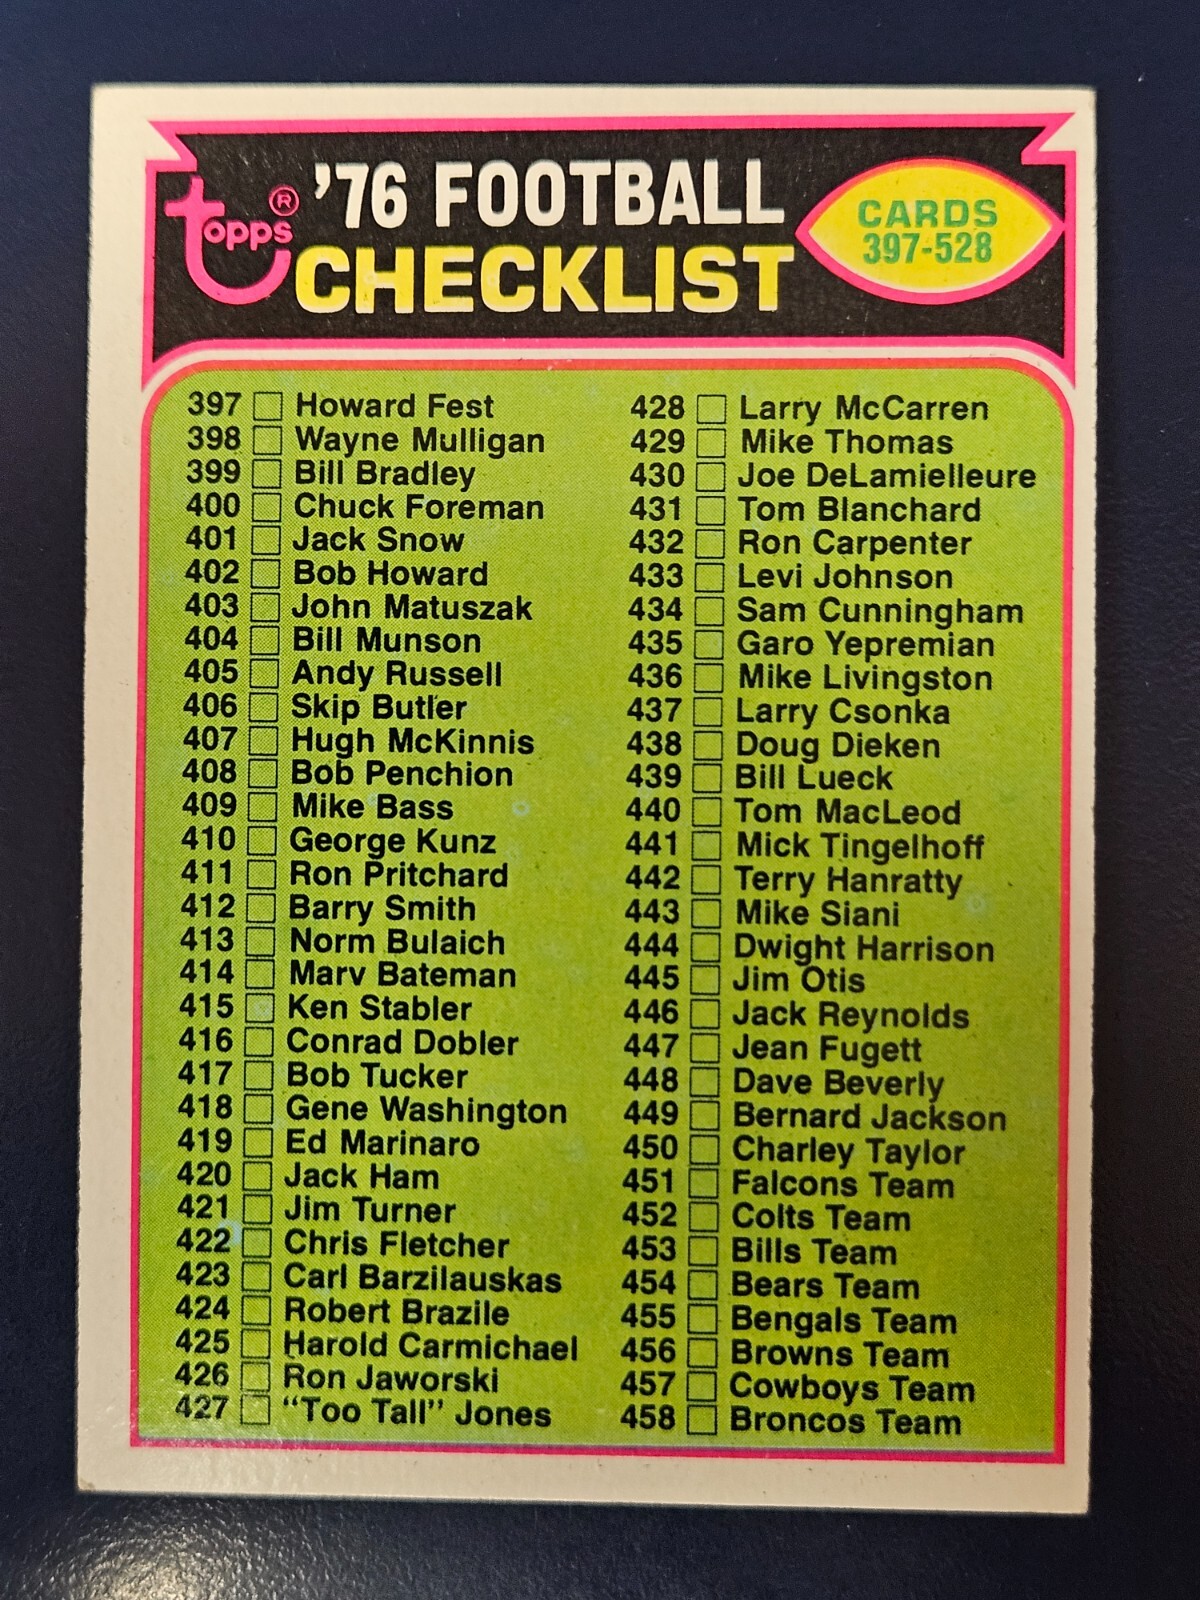 topps®
'76 FOOTBALL
CHECKLIST
CARDS
397-528
397 Howard Fest
398 Wayne Mulligan
399 Bill Bradley
400 Chuck Foreman
401 Jack Snow
402 Bob Howard
403 John Matuszak
404 Bill Munson
405 Andy Russell
406 Skip Butler
407 Hugh McKinnis
408 Bob Penchion
409 Mike Bass
410 George Kunz
411 Ron Pritchard
412 Barry Smith
413 Norm Bulaich
414 Marv Bateman
415 Ken Stabler
416 Conrad Dobler
417 Bob Tucker
418 Gene Washington
419 Ed Marinaro
420 Jack Ham
421 Jim Turner
422 Chris Fletcher
423 Carl Barzilauskas
424 Robert Brazile
425 Harold Carmichael
426 Ron Jaworski
427 "Too Tall" Jones
428 Larry McCarren
429 Mike Thomas
430 Joe DeLamielleure
431 Tom Blanchard
432 Ron Carpenter
433 Levi Johnson
434 Sam Cunningham
435 Garo Yepremian
436 Mike Livingston
437 Larry Csonka
438 Doug Dieken
439 Bill Lueck
440 Tom MacLeod
441 Mick Tingelhoff
442 Terry Hanratty
443 Mike Siani
444 Dwight Harrison
445 Jim Otis
446 Jack Reynolds
447 Jean Fugett
448 Dave Beverly
449 Bernard Jackson
450 Charley Taylor
451 Falcons Team
452 Colts Team
453 Bills Team
454 Bears Team
455 Bengals Team
456 Browns Team
457 Cowboys Team
458 Broncos Team